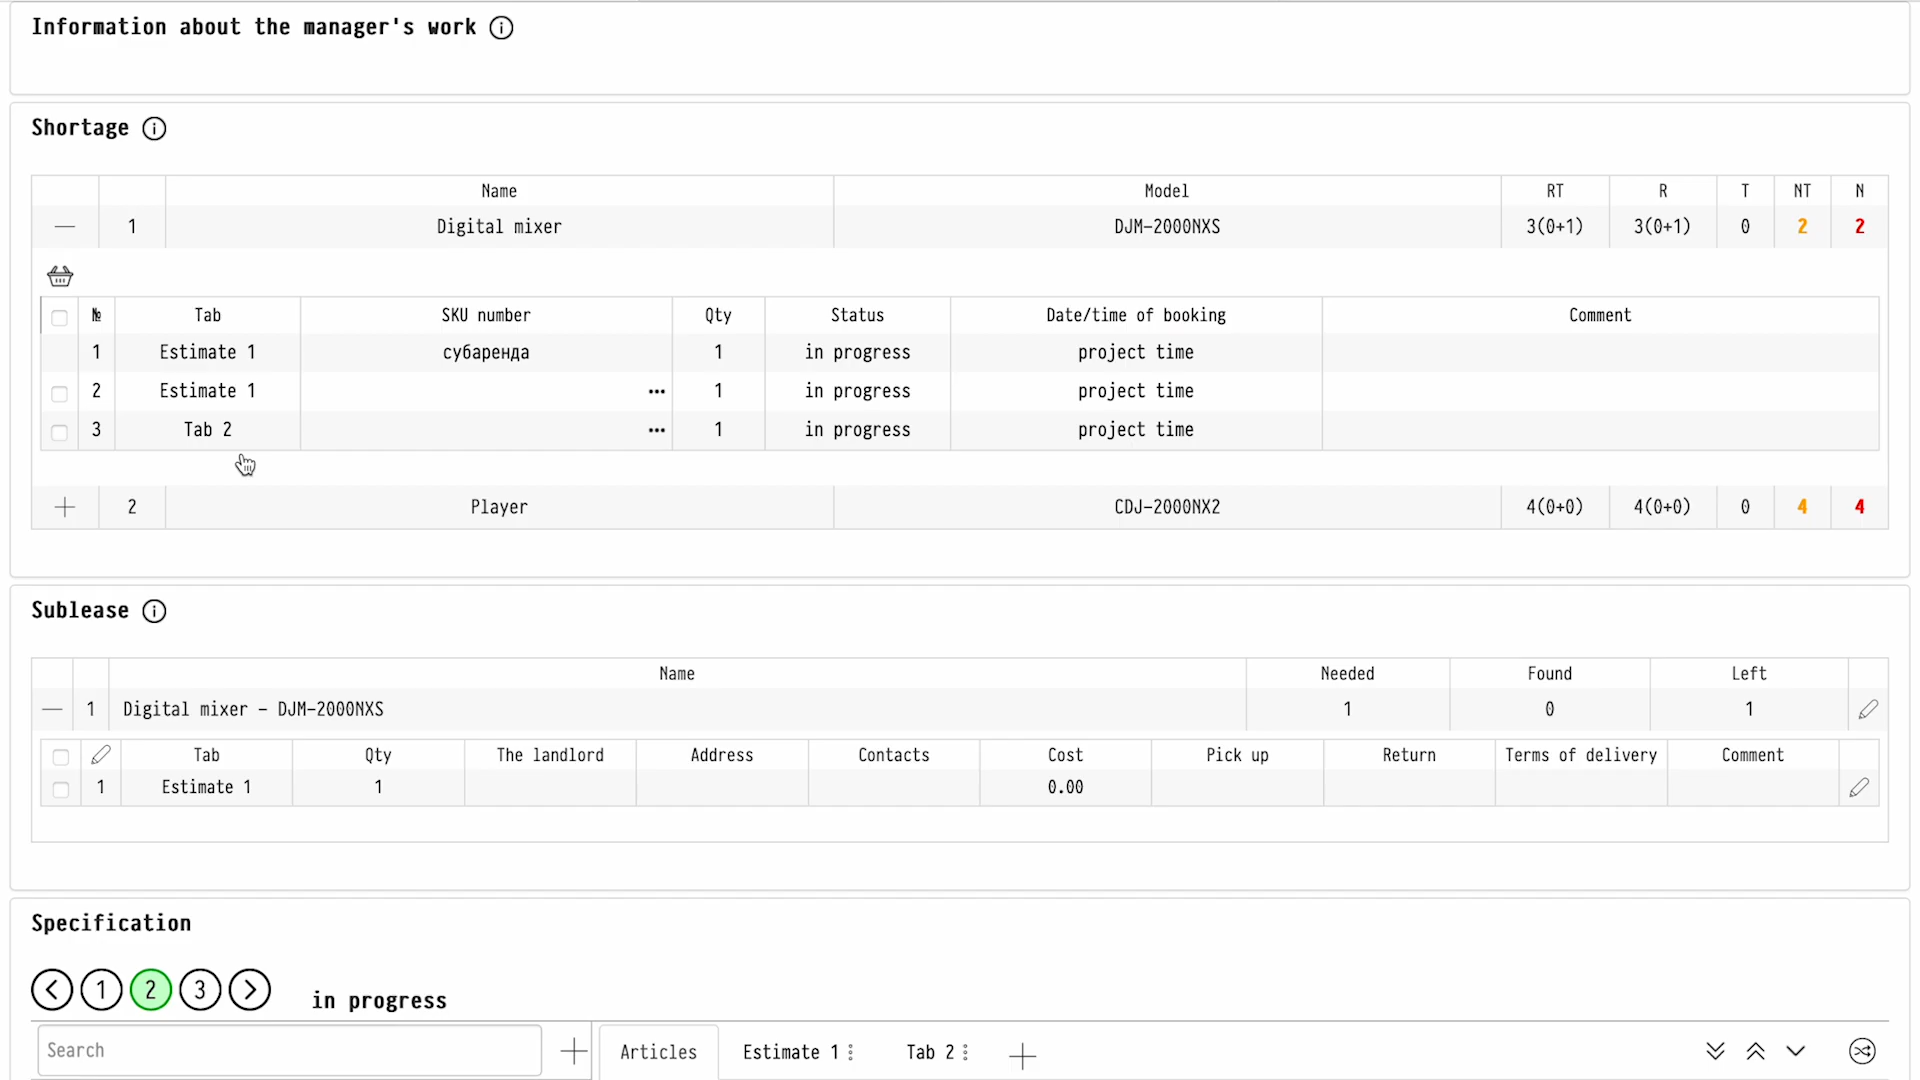 Information about the manager's work
Shortage
Name Model RT R T NT N
1 Digital mixer DJM-2000NXS 3(0+1) 3(0+1) 0 2 2
№ Tab SKU number Qty Status Date/time of booking Comment
1 Estimate 1 субаренда 1 in progress project time
2 Estimate 1 ••• 1 in progress project time
3 Tab 2 ••• 1 in progress project time
2 Player CDJ-2000NX2 4(0+0) 4(0+0) 0 4 4
Sublease
Name Needed Found Left
1 Digital mixer - DJM-2000NXS 1 0 1
Tab Qty The landlord Address Contacts Cost Pick up Return Terms of delivery Comment
1 Estimate 1 1 0.00
Specification
1 2 3 in progress
Search Articles Estimate 1 Tab 2